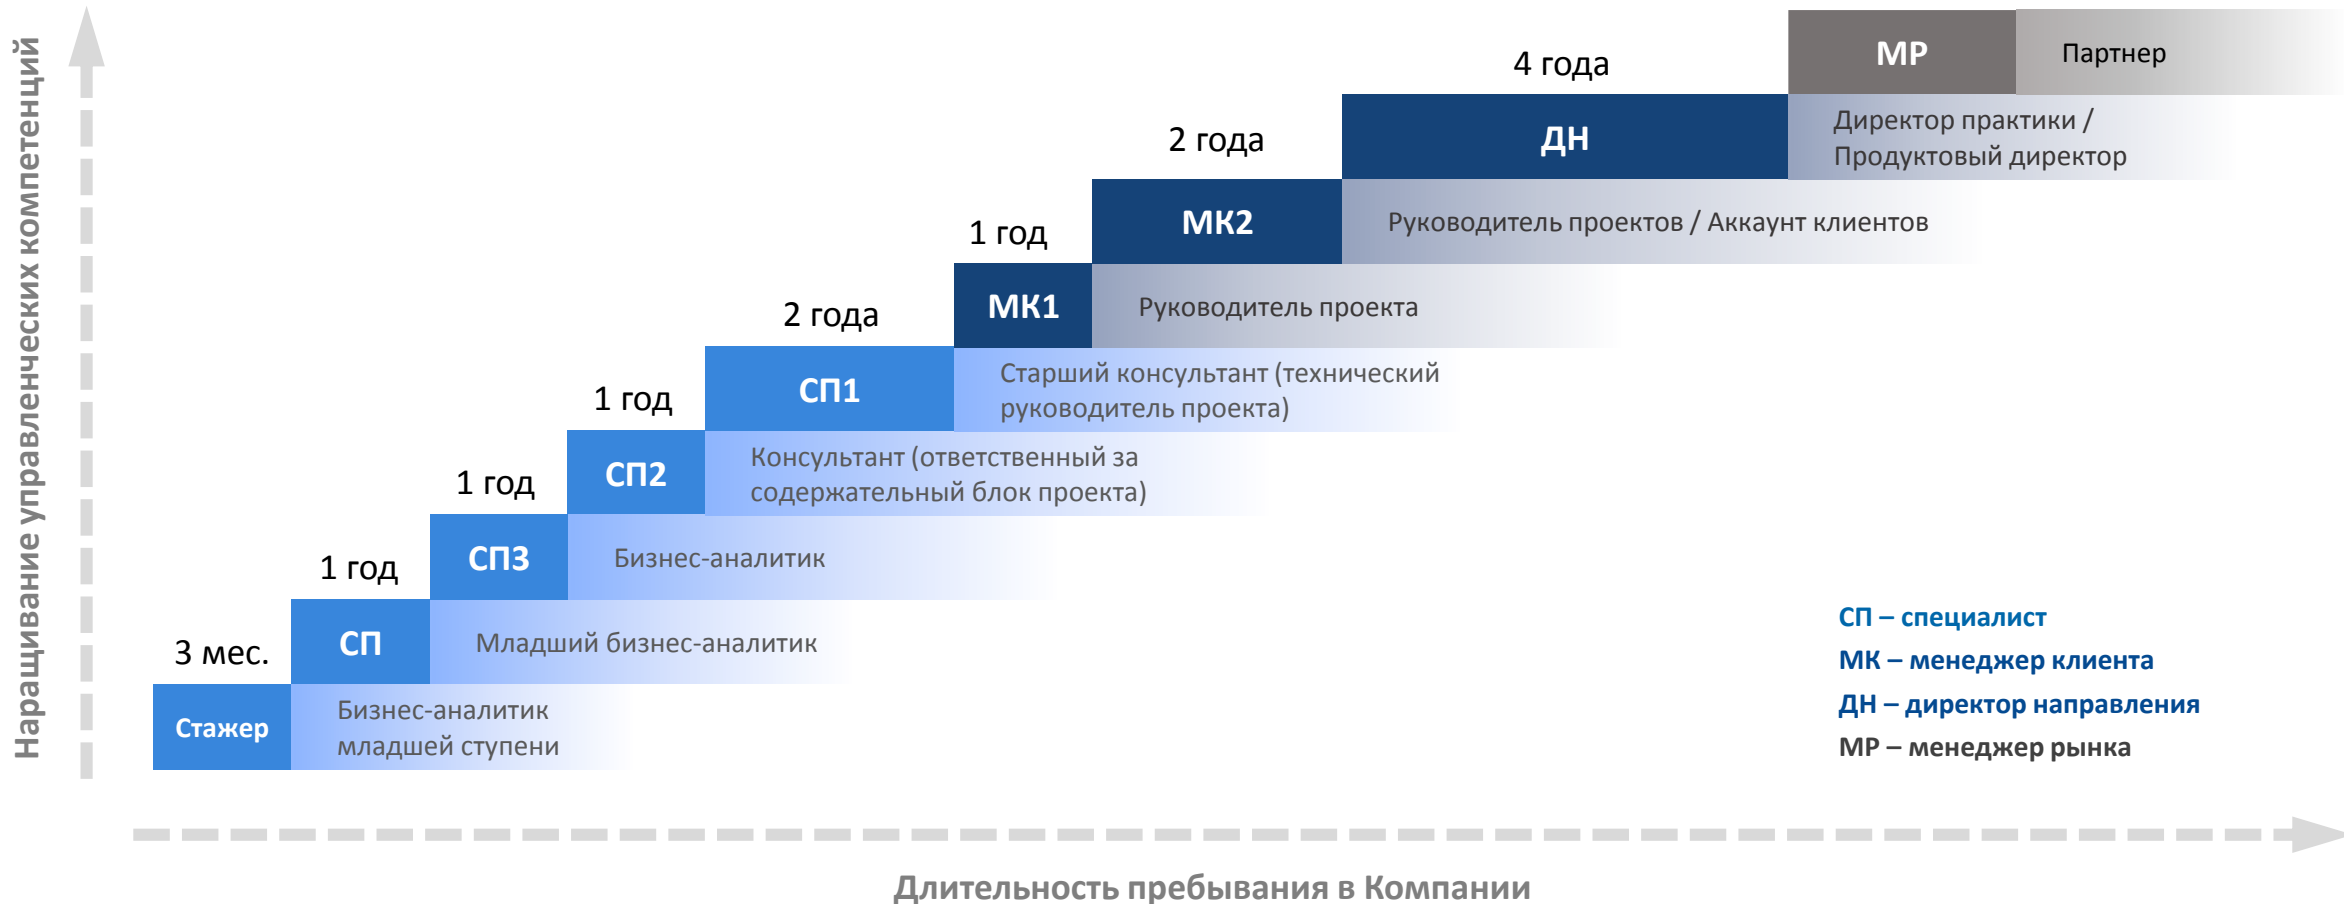 Наращивание управленческих компетенций
МР
Партнер
4 года
ДН
Директор практики /
Продуктовый директор
2 года
МК2
Руководитель проектов / Аккаунт клиентов
1 год
МК1
Руководитель проекта
2 года
СП1
Старший консультант (технический
руководитель проекта)
1 год
СП2
Консультант (ответственный за
содержательный блок проекта)
1 год
СП3
Бизнес-аналитик
1 год
СП
Младший бизнес-аналитик
3 мес.
Стажер
Бизнес-аналитик
младшей ступени
СП – специалист
МК – менеджер клиента
ДН – директор направления
МР – менеджер рынка
Длительность пребывания в Компании